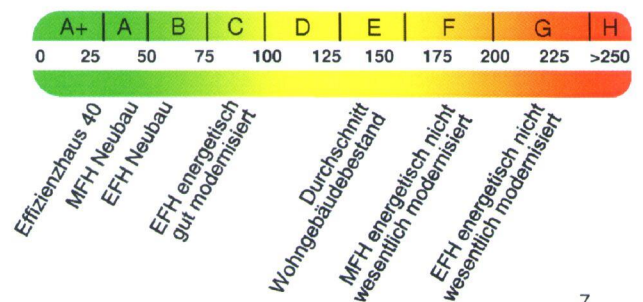 A+ A B C D E F G H
0 25 50 75 100 125 150 175 200 225 >250
Effizienzhaus 40
MFH Neubau
EFH Neubau
EFH energetisch
gut modernisiert
Durchschnitt
Wohngebäudebestand
MFH energetisch nicht
wesentlich modernisiert
EFH energetisch nicht
wesentlich modernisiert
7